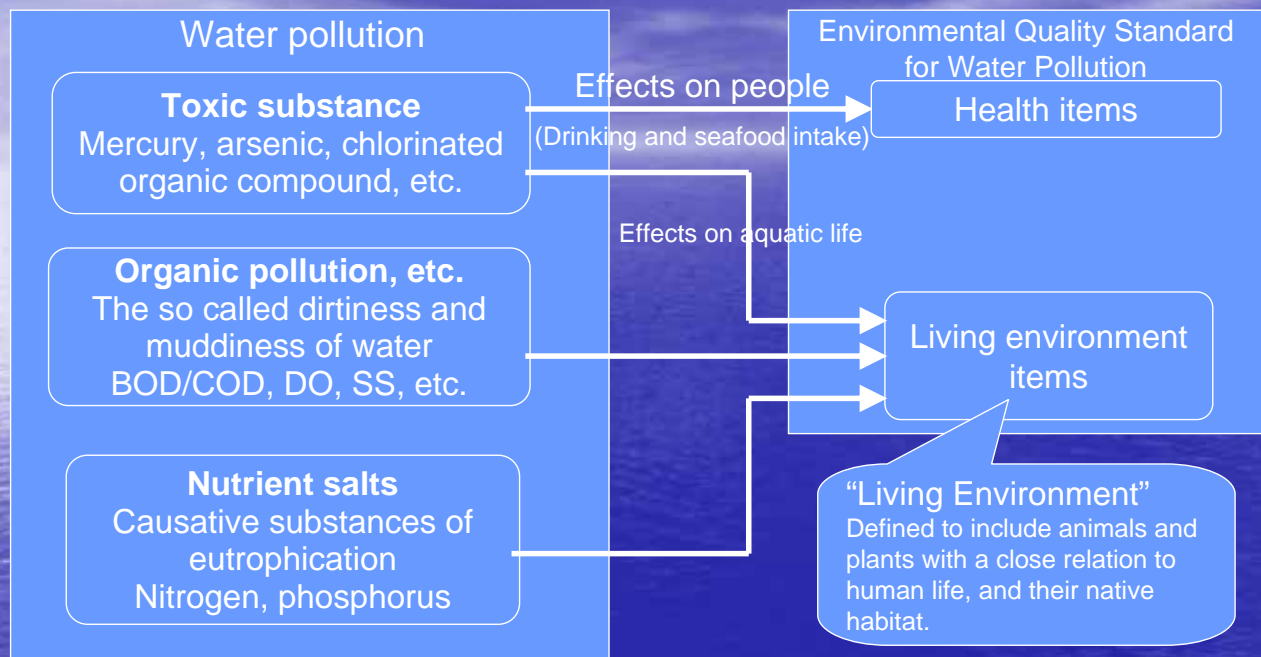 Water pollution
Toxic substance
Mercury, arsenic, chlorinated
organic compound, etc.
Organic pollution, etc.
The so called dirtiness and
muddiness of water
BOD/COD, DO, SS, etc.
Nutrient salts
Causative substances of
eutrophication
Nitrogen, phosphorus
Effects on people
(Drinking and seafood intake)
Effects on aquatic life
Environmental Quality Standard
for Water Pollution
Health items
Living environment
items
“Living Environment”
Defined to include animals and
plants with a close relation to
human life, and their native
habitat.